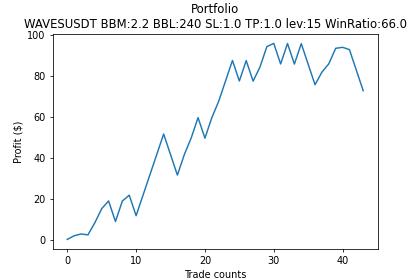 Portfolio
WAVESUSDT BBM:2.2 BBL:240 SL:1.0 TP:1.0 lev:15 WinRatio:66.0
100
80
60
40
20
0
Profit ($)
0 10 20 30 40
Trade counts